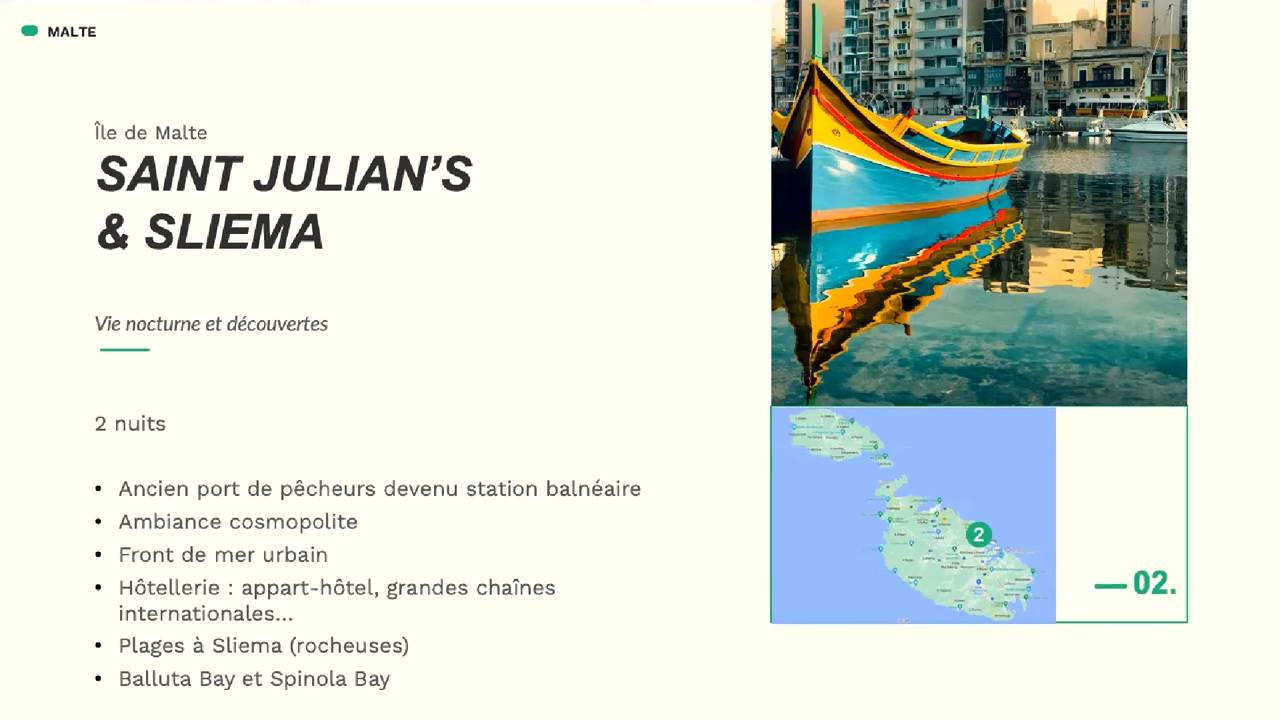 MALTE
Île de Malte
SAINT JULIAN’S
& SLIEMA
Vie nocturne et découvertes
2 nuits
• Ancien port de pêcheurs devenu station balnéaire
• Ambiance cosmopolite
• Front de mer urbain
• Hôtellerie : appart-hôtel, grandes chaînes
internationales...
• Plages à Sliema (rocheuses)
• Balluta Bay et Spinola Bay
2
—02.